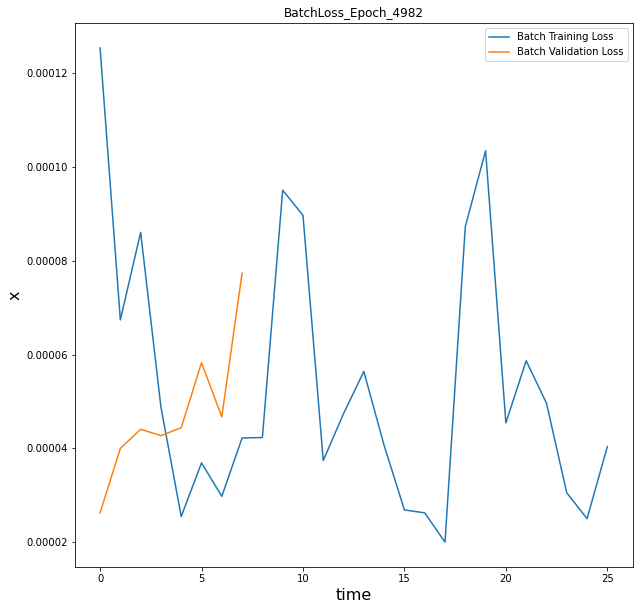 BatchLoss_Epoch_4982
Batch Training Loss
Batch Validation Loss
0.00012
0.00010
0.00008
0.00006
0.00004
0.00002
x
0 5 10 15 20 25
time